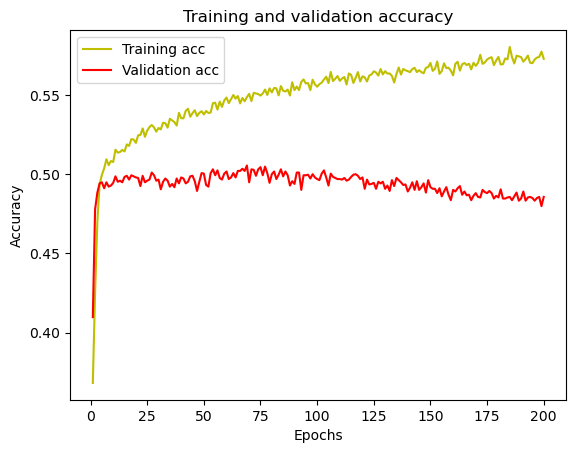 Training and validation accuracy
Training acc
Validation acc
0.55
0.50
0.45
0.40
Accuracy
0 25 50 75 100 125 150 175 200
Epochs